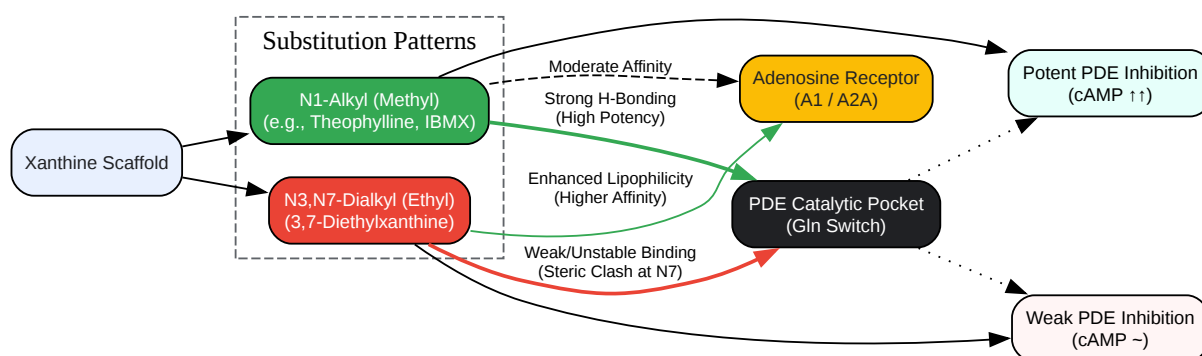 Substitution Patterns
Xanthine Scaffold
N1-Alkyl (Methyl)
(e.g., Theophylline, IBMX)
N3,N7-Dialkyl (Ethyl)
(3,7-Diethylxanthine)
Moderate Affinity
Strong H-Bonding
(High Potency)
Enhanced Lipophilicity
(Higher Affinity)
Weak/Unstable Binding
(Steric Clash at N7)
Adenosine Receptor
(A1 / A2A)
PDE Catalytic Pocket
(Gln Switch)
Potent PDE Inhibition
(cAMP ↑↑)
Weak PDE Inhibition
(cAMP ~)